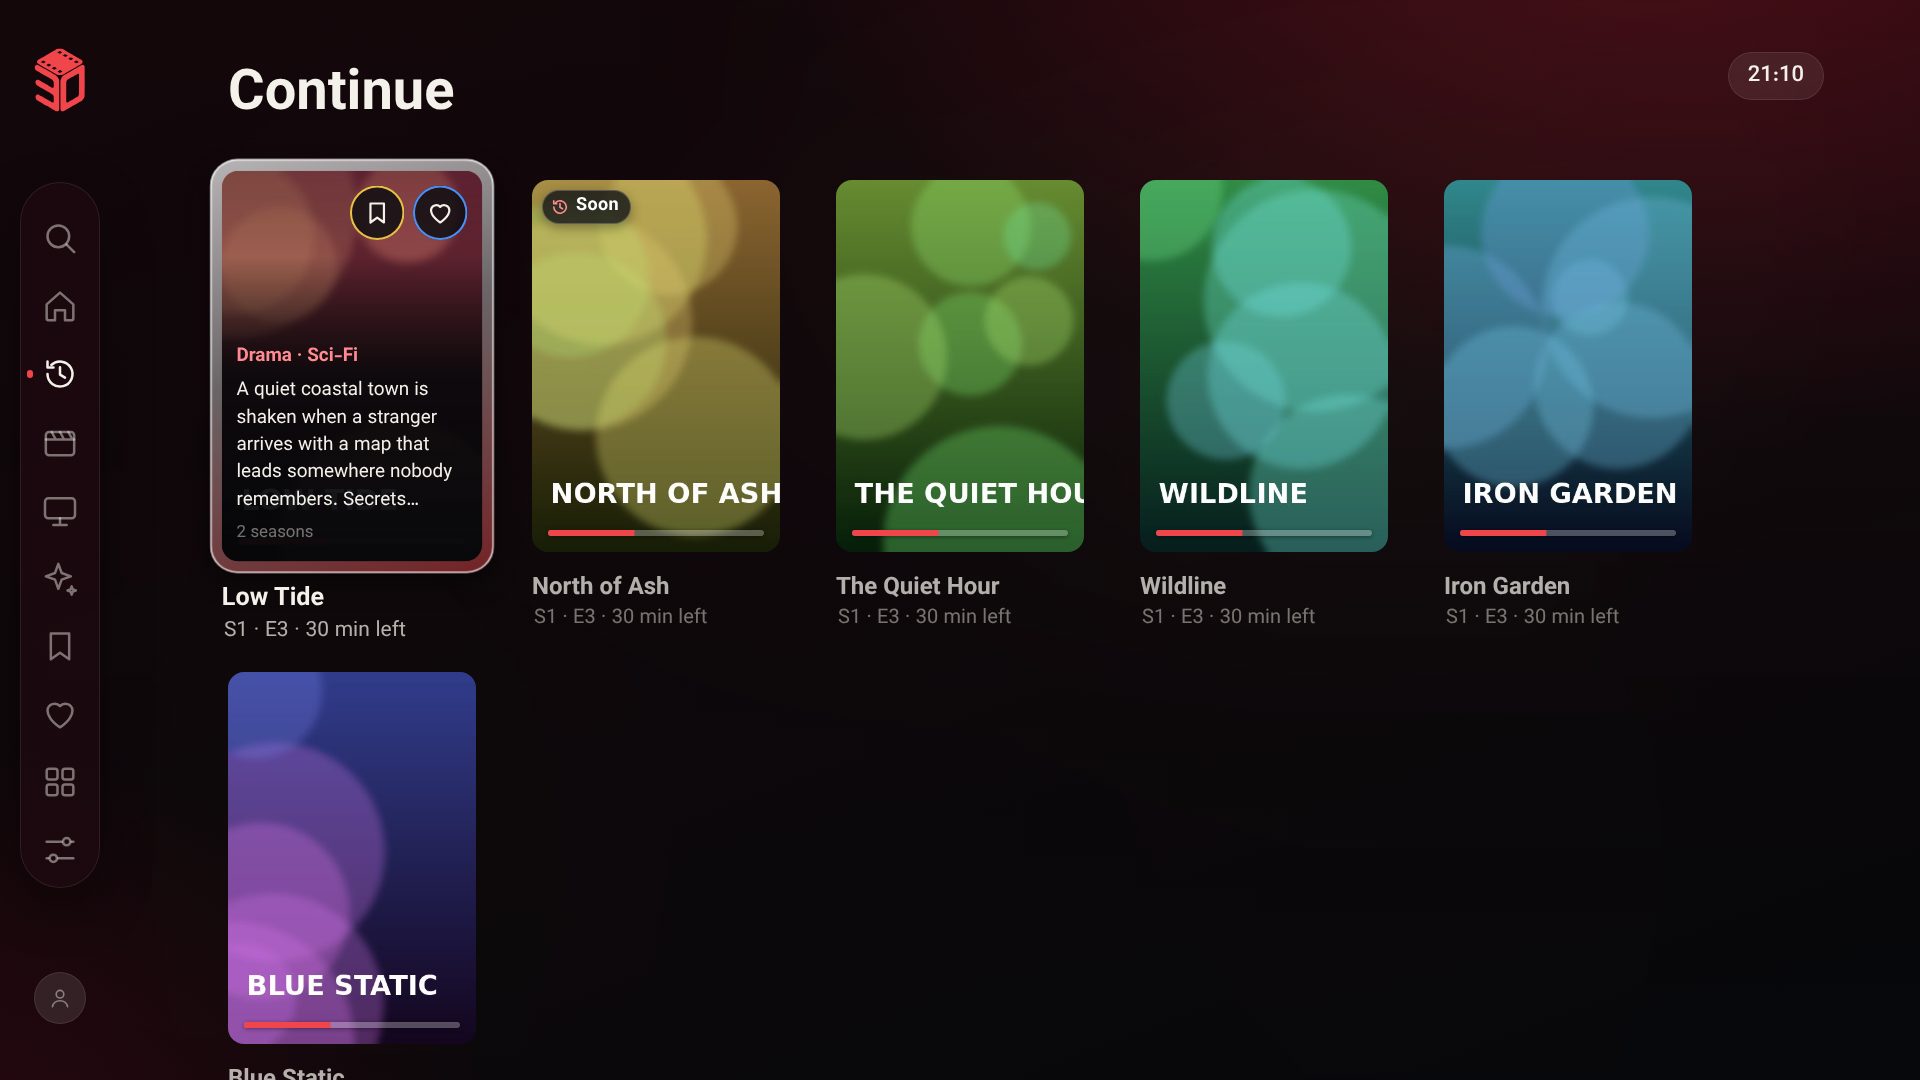 Continue
21:10
Drama · Sci-Fi
A quiet coastal town is
shaken when a stranger
arrives with a map that
leads somewhere nobody
remembers. Secrets…
2 seasons
Low Tide
S1 · E3 · 30 min left
Soon
NORTH OF ASH
North of Ash
S1 · E3 · 30 min left
THE QUIET HOU
The Quiet Hour
S1 · E3 · 30 min left
WILDLINE
Wildline
S1 · E3 · 30 min left
IRON GARDEN
Iron Garden
S1 · E3 · 30 min left
BLUE STATIC
Blue Static